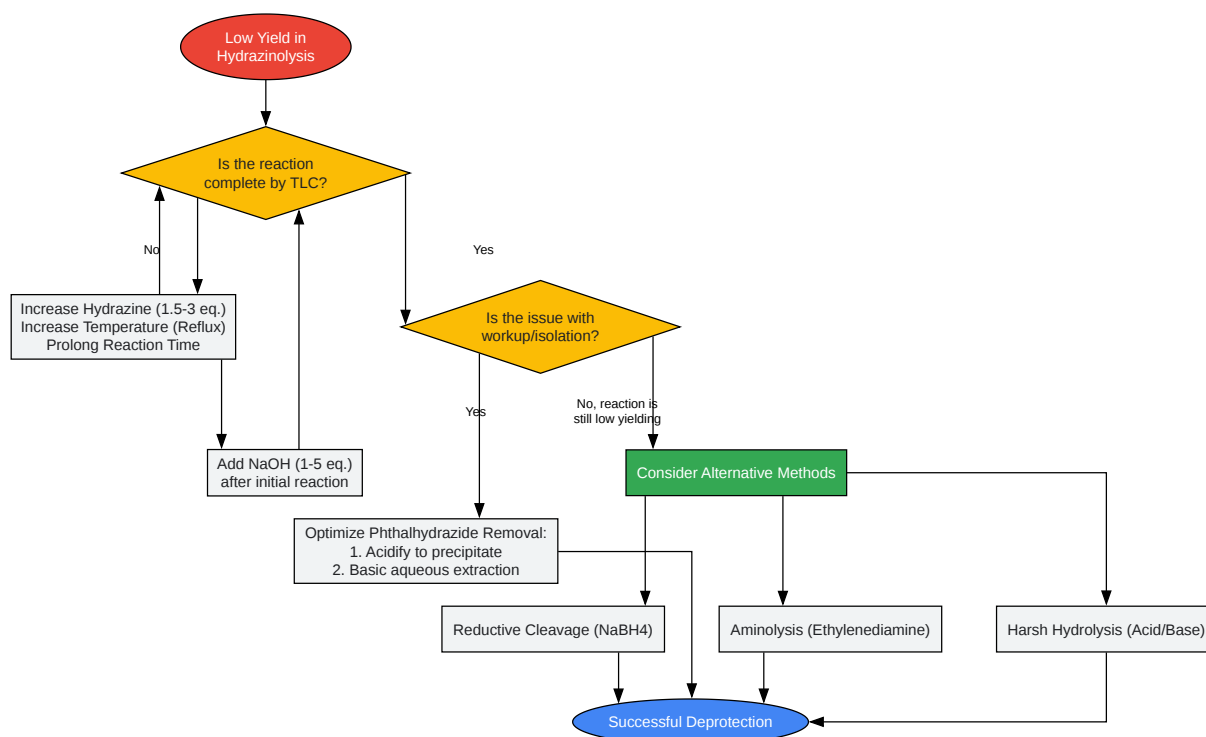 Low Yield in
Hydrazinolysis
Is the reaction
complete by TLC?
No
Yes
Increase Hydrazine (1.5-3 eq.)
Increase Temperature (Reflux)
Prolong Reaction Time
Is the issue with
workup/isolation?
Yes
No, reaction is
still low yielding
Add NaOH (1-5 eq.)
after initial reaction
Consider Alternative Methods
Optimize Phthalhydrazide Removal:
1. Acidify to precipitate
2. Basic aqueous extraction
Reductive Cleavage (NaBH4)
Aminolysis (Ethylenediamine)
Harsh Hydrolysis (Acid/Base)
Successful Deprotection